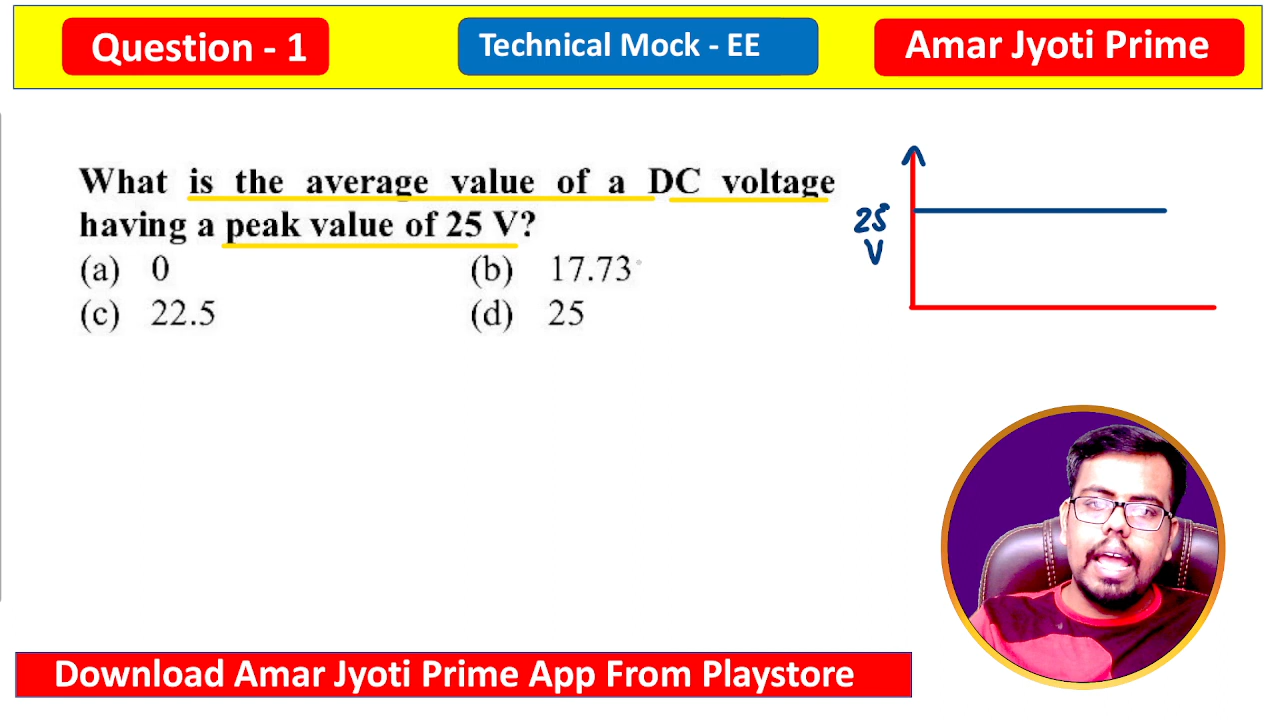 Question - 1
Technical Mock - EE
Amar Jyoti Prime
What is the average value of a DC voltage
having a peak value of 25 V?
(a) 0
(b) 17.73
(c) 22.5
(d) 25
25
V
Download Amar Jyoti Prime App From Playstore